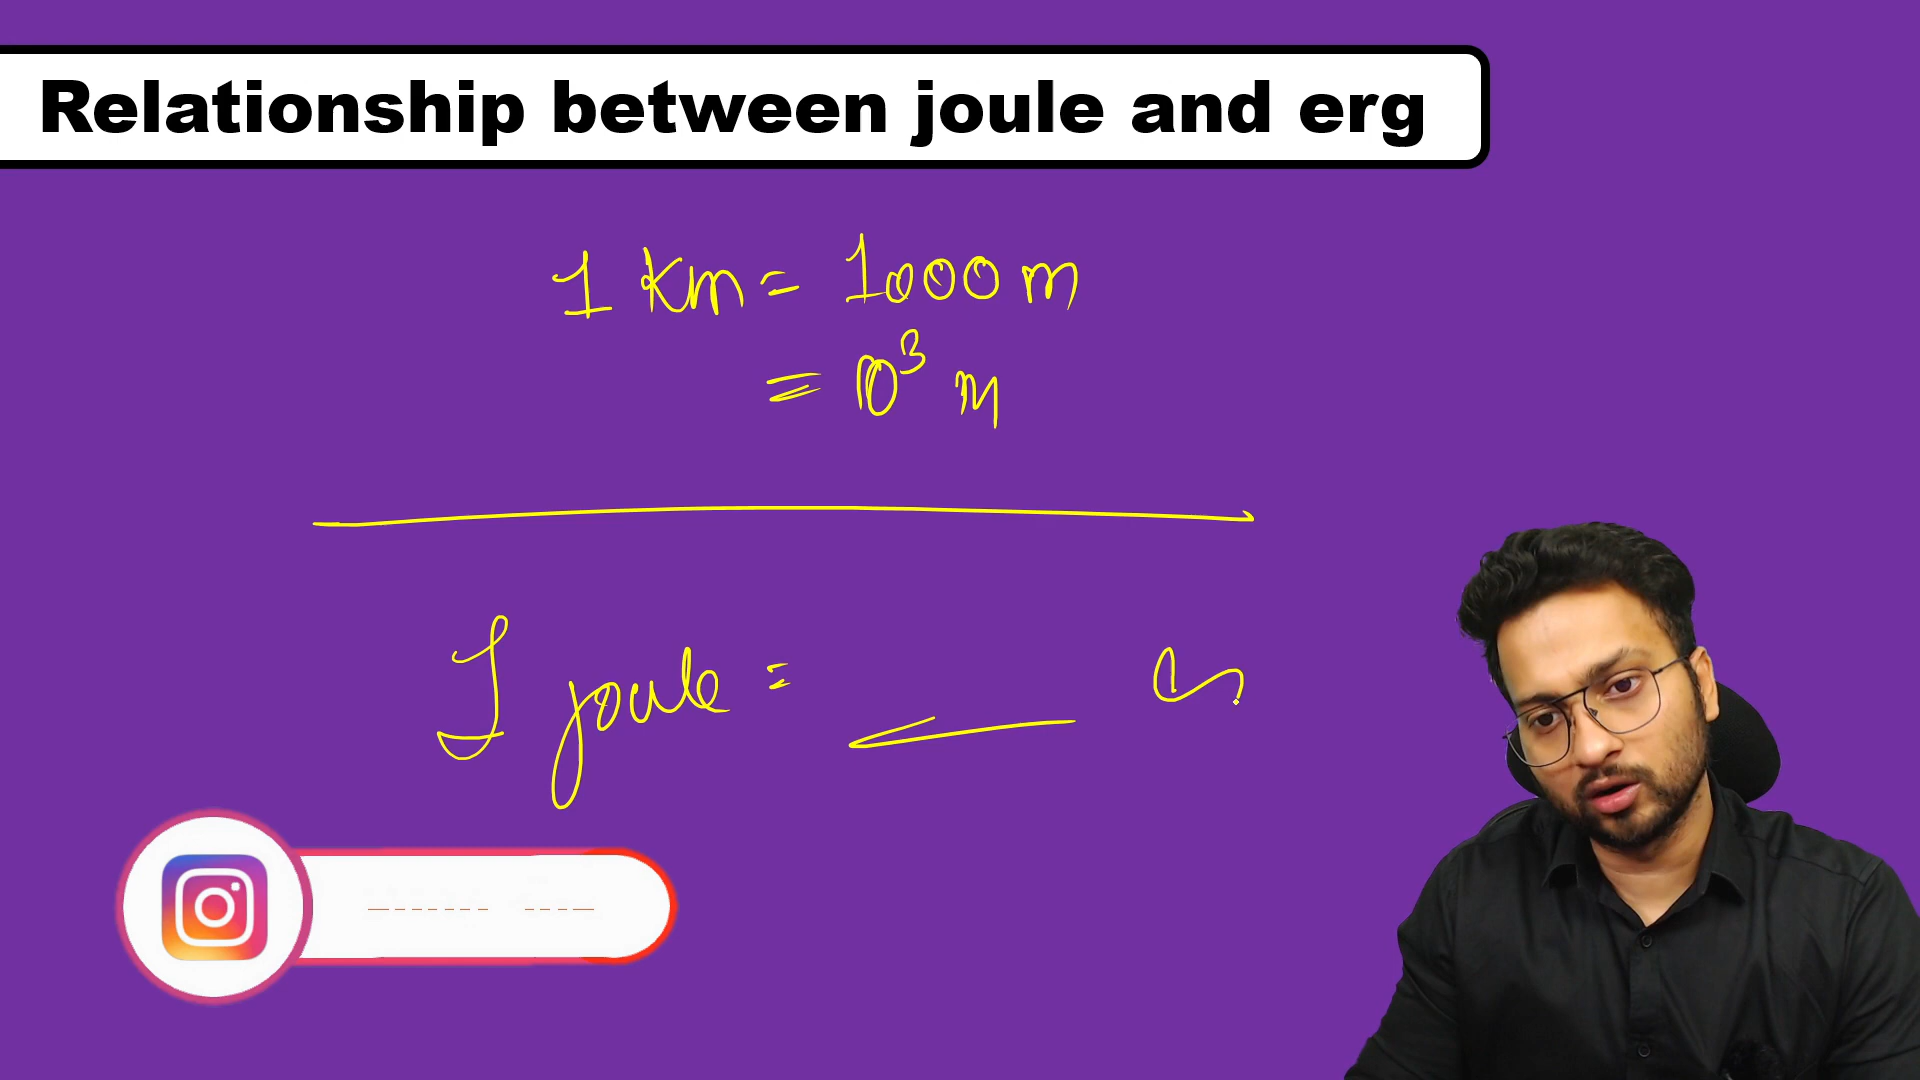 Relationship between joule and erg
1 Km = 1000 m
= 10³ m
1 joule =